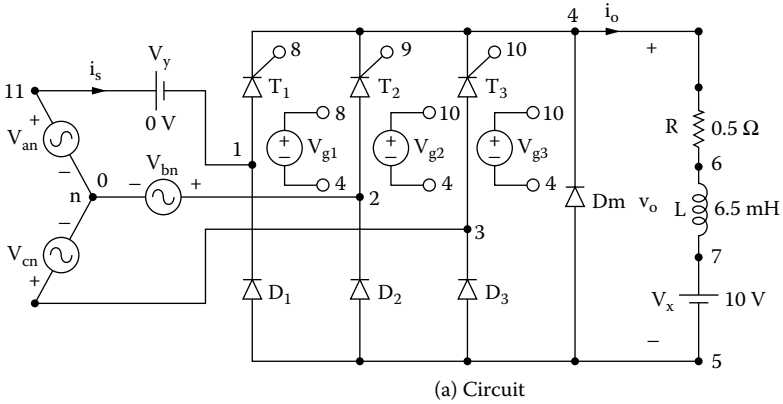 4
i_o
8
9
10
+
V_y
11
i_s
T_1
T_2
T_3
+
0 V
8
10
10
R
0.5 Ω
V_an
+
−
V_g1
+
−
V_g2
+
−
V_g3
6
−
0
V_bn
1
n
−
+
4
4
4
Dm
v_o
L
6.5 mH
2
−
3
V_cn
7
+
D_1
D_2
D_3
V_x
10 V
−
5
(a) Circuit